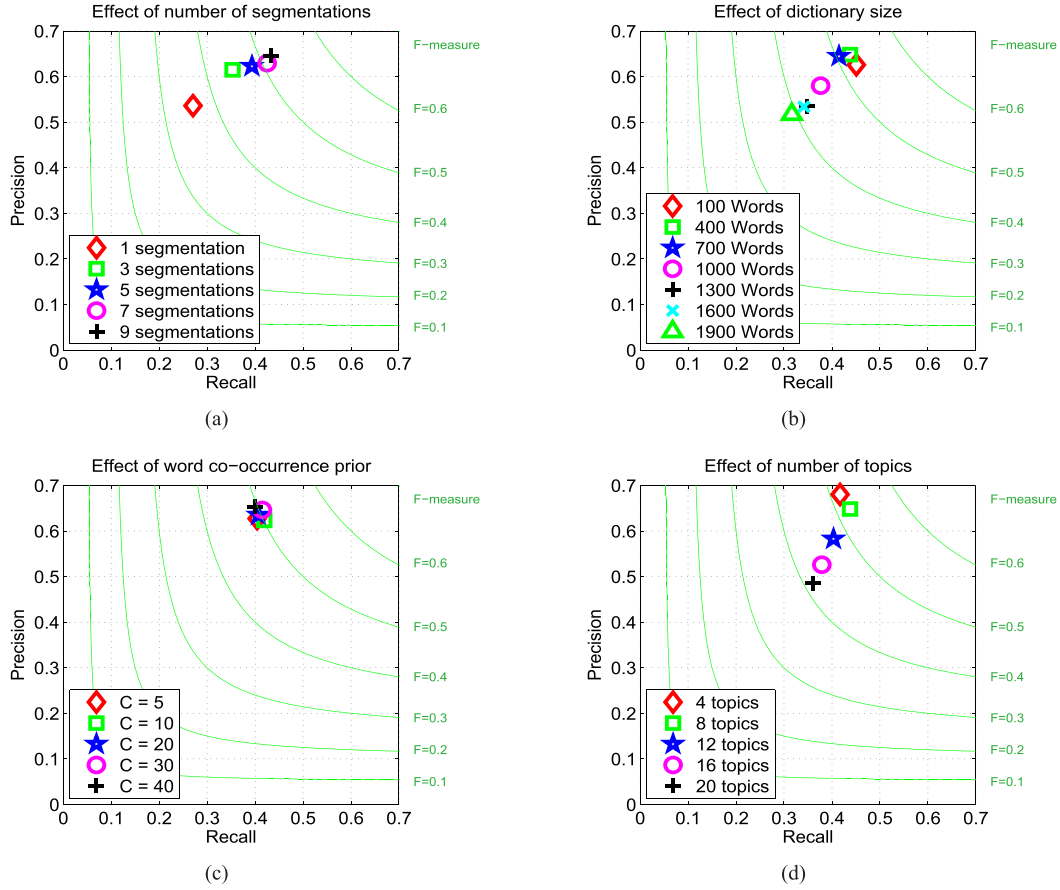 Effect of number of segmentations
0.7
0.6
0.5
0.4
0.3
0.2
0.1
0
Precision
0 0.1 0.2 0.3 0.4 0.5 0.6 0.7
Recall
F-measure
F=0.6
F=0.5
F=0.4
F=0.3
F=0.2
F=0.1
1 segmentation
3 segmentations
5 segmentations
7 segmentations
9 segmentations
(a)
Effect of dictionary size
0.7
0.6
0.5
0.4
0.3
0.2
0.1
0
Precision
0 0.1 0.2 0.3 0.4 0.5 0.6 0.7
Recall
F-measure
F=0.6
F=0.5
F=0.4
F=0.3
F=0.2
F=0.1
100 Words
400 Words
700 Words
1000 Words
1300 Words
1600 Words
1900 Words
(b)
Effect of word co-occurrence prior
0.7
0.6
0.5
0.4
0.3
0.2
0.1
0
Precision
0 0.1 0.2 0.3 0.4 0.5 0.6 0.7
Recall
F-measure
F=0.6
F=0.5
F=0.4
F=0.3
F=0.2
F=0.1
C = 5
C = 10
C = 20
C = 30
C = 40
(c)
Effect of number of topics
0.7
0.6
0.5
0.4
0.3
0.2
0.1
0
Precision
0 0.1 0.2 0.3 0.4 0.5 0.6 0.7
Recall
F-measure
F=0.6
F=0.5
F=0.4
F=0.3
F=0.2
F=0.1
4 topics
8 topics
12 topics
16 topics
20 topics
(d)